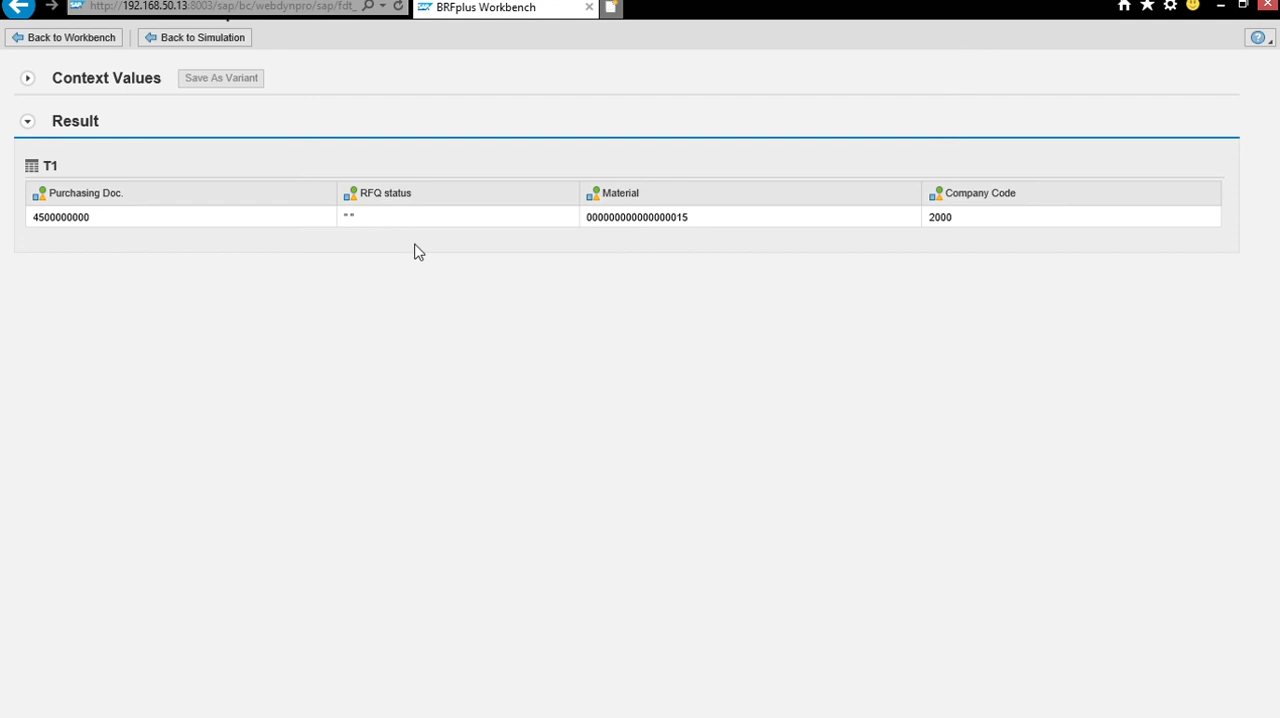 http://192.168.50.13:8003/sap/bc/webdynpro/sap/fdt_
SAP BRFplus Workbench
Back to Workbench Back to Simulation
Context Values Save As Variant
Result
T1
Purchasing Doc. RFQ status Material Company Code
4500000000 " " 000000000000000015 2000